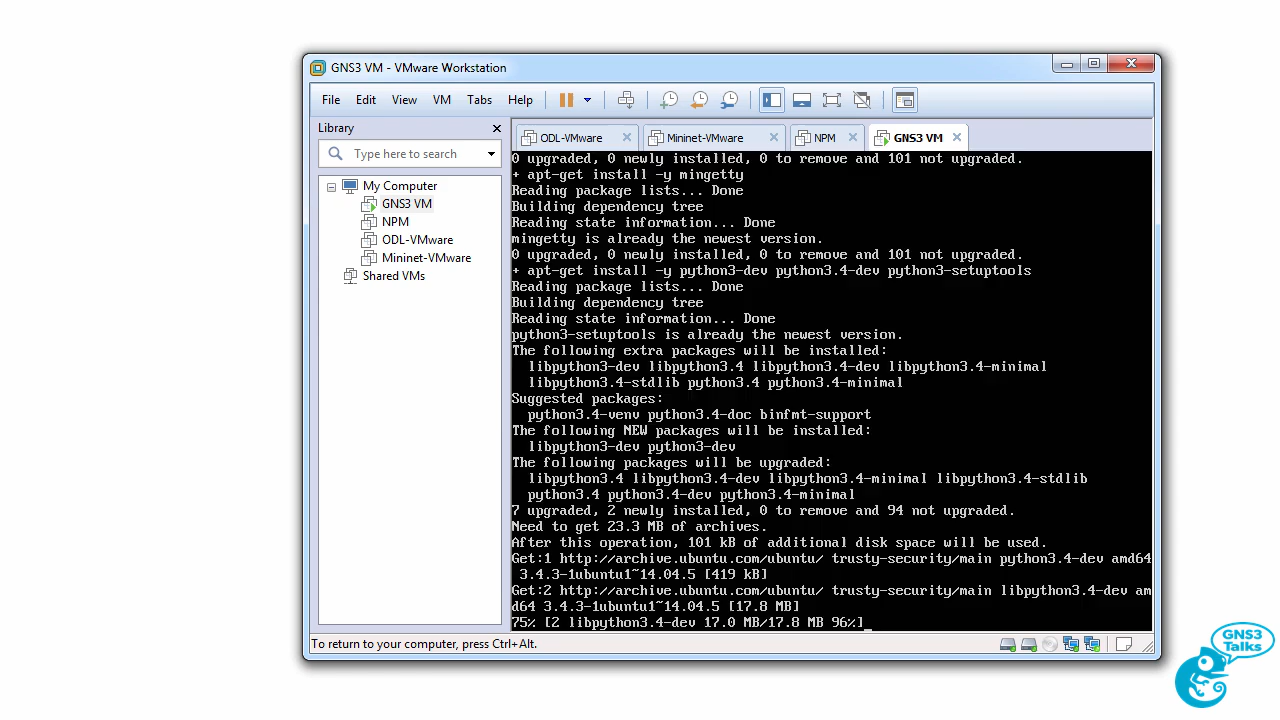 GNS3 VM - VMware Workstation
File Edit View VM Tabs Help
Library
Type here to search
My Computer
GNS3 VM
NPM
ODL-VMware
Mininet-VMware
Shared VMs
ODL-VMware Mininet-VMware NPM GNS3 VM
0 upgraded, 0 newly installed, 0 to remove and 101 not upgraded.
+ apt-get install -y mingetty
Reading package lists... Done
Building dependency tree
Reading state information... Done
mingetty is already the newest version.
0 upgraded, 0 newly installed, 0 to remove and 101 not upgraded.
+ apt-get install -y python3-dev python3.4-dev python3-setuptools
Reading package lists... Done
Building dependency tree
Reading state information... Done
python3-setuptools is already the newest version.
The following extra packages will be installed:
libpython3-dev libpython3.4 libpython3.4-dev libpython3.4-minimal
libpython3.4-stdlib python3.4 python3.4-minimal
Suggested packages:
python3.4-venv python3.4-doc binfmt-support
The following NEW packages will be installed:
libpython3-dev python3-dev
The following packages will be upgraded:
libpython3.4 libpython3.4-dev libpython3.4-minimal libpython3.4-stdlib
python3.4 python3.4-dev python3.4-minimal
7 upgraded, 2 newly installed, 0 to remove and 94 not upgraded.
Need to get 23.3 MB of archives.
After this operation, 101 kB of additional disk space will be used.
Get:1 http://archive.ubuntu.com/ubuntu/ trusty-security/main python3.4-dev amd64
3.4.3-1ubuntu1~14.04.5 [419 kB]
Get:2 http://archive.ubuntu.com/ubuntu/ trusty-security/main libpython3.4-dev am
d64 3.4.3-1ubuntu1~14.04.5 [17.8 MB]
75% [2 libpython3.4-dev 17.0 MB/17.8 MB 96%]_
To return to your computer, press Ctrl+Alt.
GNS3
Talks